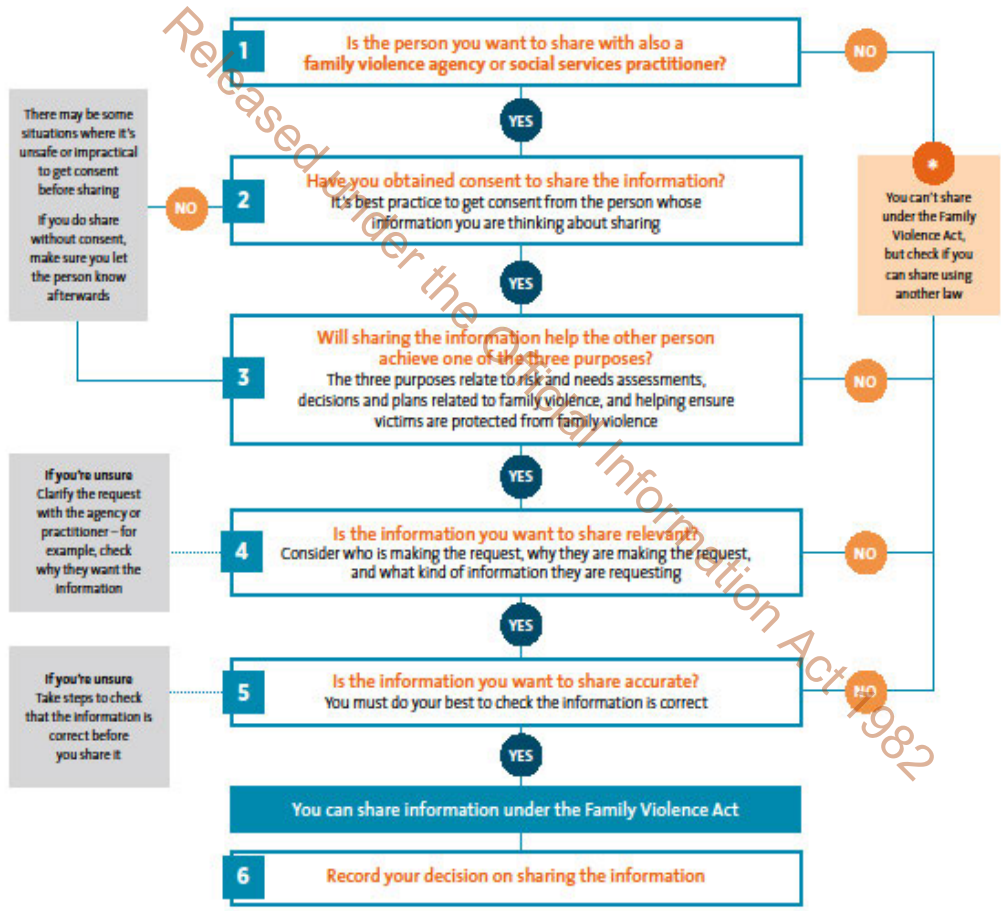 1
Is the person you want to share with also a
family violence agency or social services practitioner?
NO
YES
There may be some
situations where it's
unsafe or impractical
to get consent
before sharing
If you do share
without consent,
make sure you let
the person know
afterwards
NO
2
Have you obtained consent to share the information?
It's best practice to get consent from the person whose
information you are thinking about sharing
*
You can't share
under the Family
Violence Act,
but check if you
can share using
another law
YES
3
Will sharing the information help the other person
achieve one of the three purposes?
The three purposes relate to risk and needs assessments,
decisions and plans related to family violence, and helping ensure
victims are protected from family violence
NO
YES
If you're unsure
Clarify the request
with the agency or
practitioner – for
example, check
why they want the
information
4
Is the information you want to share relevant?
Consider who is making the request, why they are making the request,
and what kind of information they are requesting
NO
YES
If you're unsure
Take steps to check
that the information is
correct before
you share it
5
Is the information you want to share accurate?
You must do your best to check the information is correct
NO
YES
You can share information under the Family Violence Act
6
Record your decision on sharing the information
Released under the Official Information Act 1982